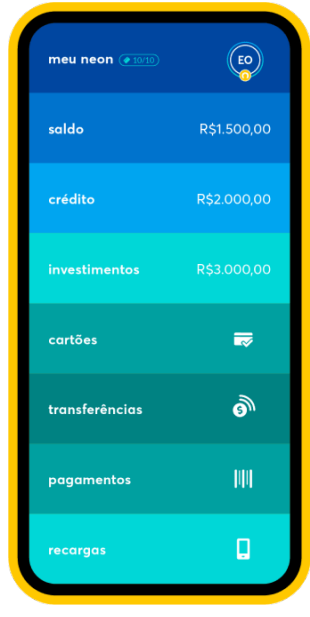 meu neon 10/10 EO
saldo R$1.500,00
crédito R$2.000,00
investimentos R$3.000,00
cartões
transferências $
pagamentos
recargas